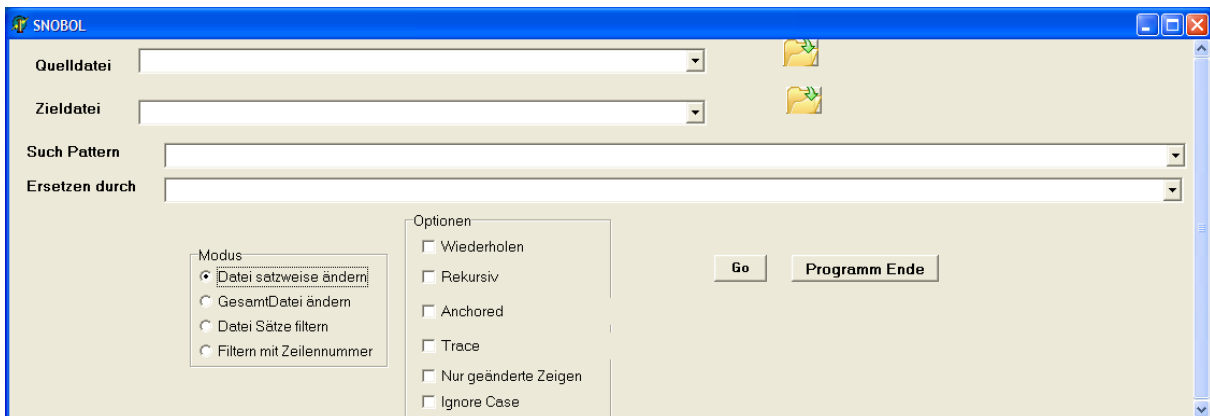 SNOBOL
Quelldatei
Zieldatei
Such Pattern
Ersetzen durch
Modus
Datei satzweise ändern
GesamtDatei ändern
Datei Sätze filtern
Filtern mit Zeilennummer
Optionen
Wiederholen
Rekursiv
Anchored
Trace
Nur geänderte Zeigen
Ignore Case
Go
Programm Ende